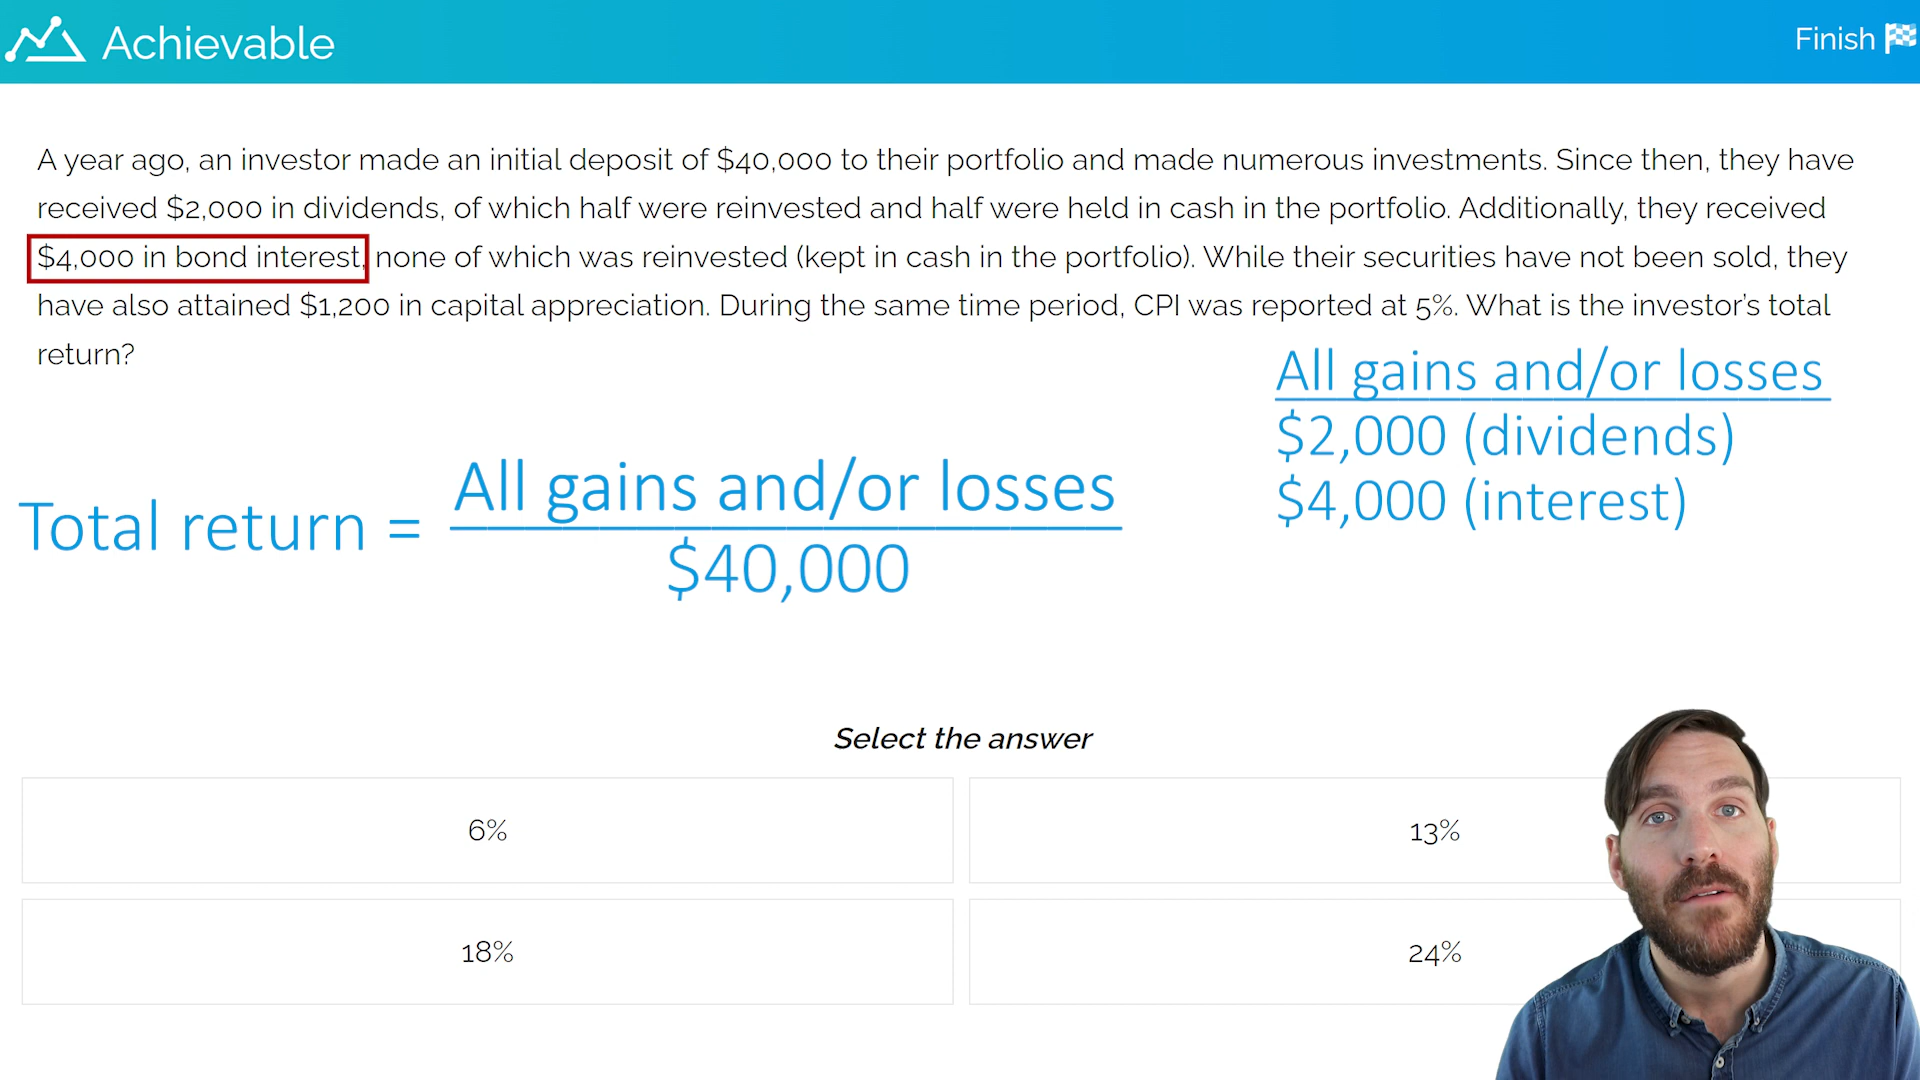 Achievable
Finish
A year ago, an investor made an initial deposit of $40,000 to their portfolio and made numerous investments. Since then, they have
received $2,000 in dividends, of which half were reinvested and half were held in cash in the portfolio. Additionally, they received
$4,000 in bond interest, none of which was reinvested (kept in cash in the portfolio). While their securities have not been sold, they
have also attained $1,200 in capital appreciation. During the same time period, CPI was reported at 5%. What is the investor’s total
return?
All gains and/or losses
$2,000 (dividends)
$4,000 (interest)
Total return = All gains and/or losses
$40,000
Select the answer
6%
13%
18%
24%